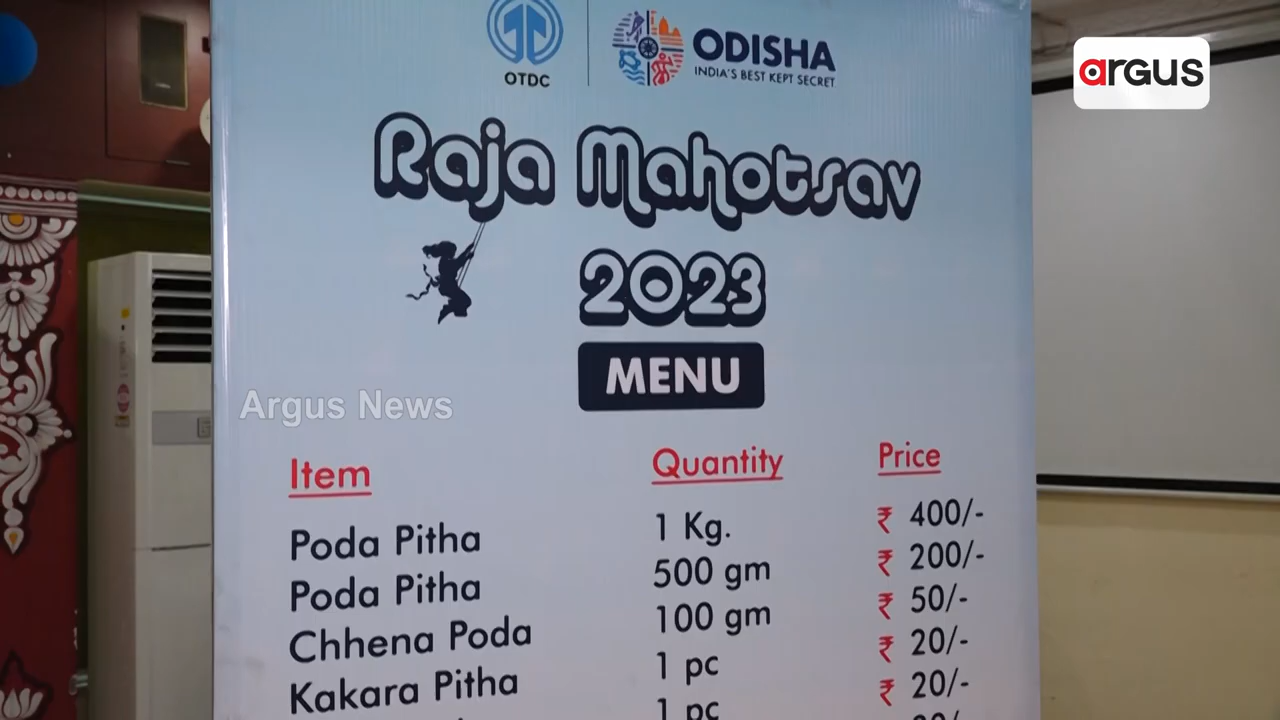 OTDC
ODISHA
INDIA'S BEST KEPT SECRET
argus
Raja Mahotsav
2023
MENU
Argus News
Item Quantity Price
Poda Pitha 1 Kg. ₹ 400/-
Poda Pitha 500 gm ₹ 200/-
Chhena Poda 100 gm ₹ 50/-
Kakara Pitha 1 pc ₹ 20/-
1 pc ₹ 20/-